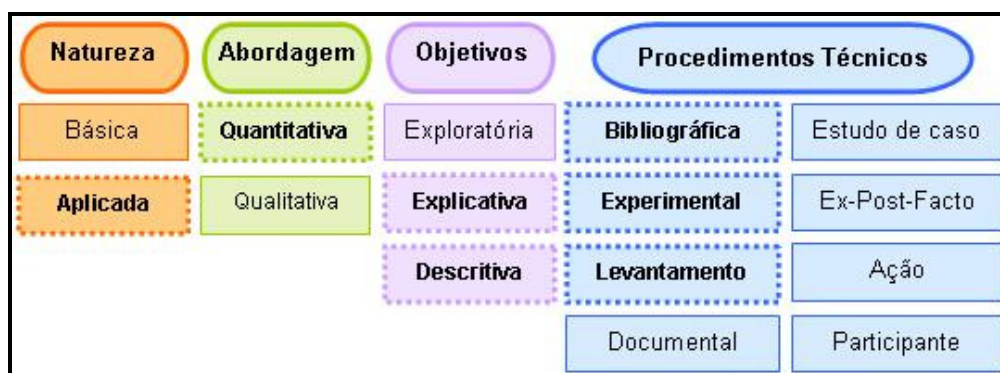 Natureza
Abordagem
Objetivos
Procedimentos Técnicos
Básica
Quantitativa
Exploratória
Bibliográfica
Estudo de caso
Aplicada
Qualitativa
Explicativa
Experimental
Ex-Post-Facto
Descritiva
Levantamento
Ação
Documental
Participante